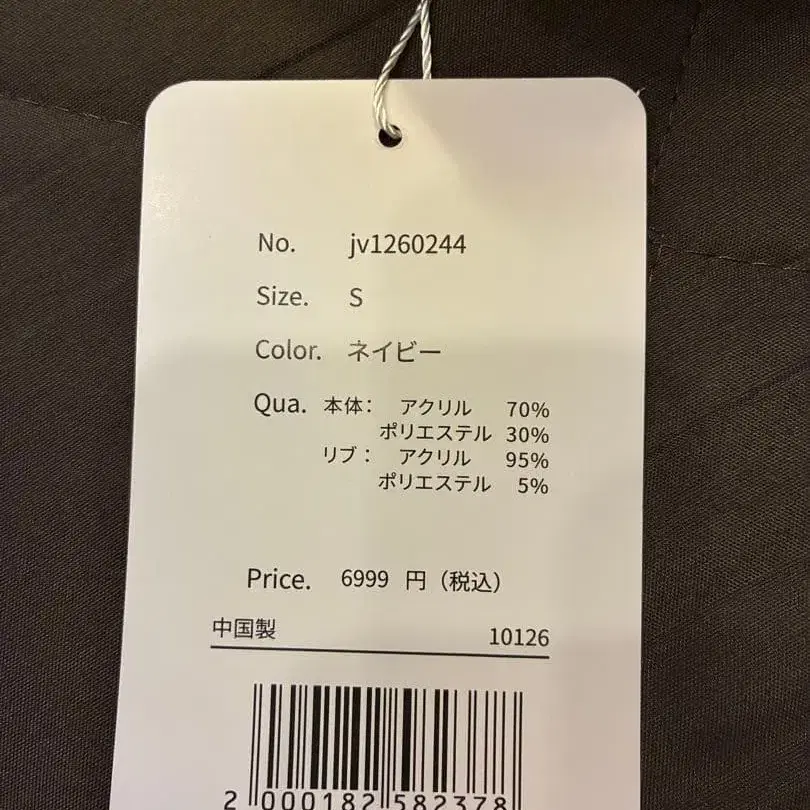 No. jv1260244
Size. S
Color. ネイビー
Qua. 本体： アクリル 70%
ポリエステル 30%
リブ： アクリル 95%
ポリエステル 5%
Price. 6999 円（税込）
中国製 10126
2 000182 582378